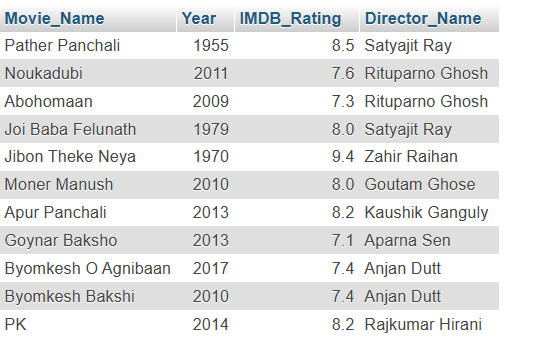 Movie_Name Year IMDB_Rating Director_Name
Pather Panchali 1955 8.5 Satyajit Ray
Noukadubi 2011 7.6 Rituparno Ghosh
Abohomaan 2009 7.3 Rituparno Ghosh
Joi Baba Felunath 1979 8.0 Satyajit Ray
Jibon Theke Neya 1970 9.4 Zahir Raihan
Moner Manush 2010 8.0 Goutam Ghose
Apur Panchali 2013 8.2 Kaushik Ganguly
Goynar Baksho 2013 7.1 Aparna Sen
Byomkesh O Agnibaan 2017 7.4 Anjan Dutt
Byomkesh Bakshi 2010 7.4 Anjan Dutt
PK 2014 8.2 Rajkumar Hirani